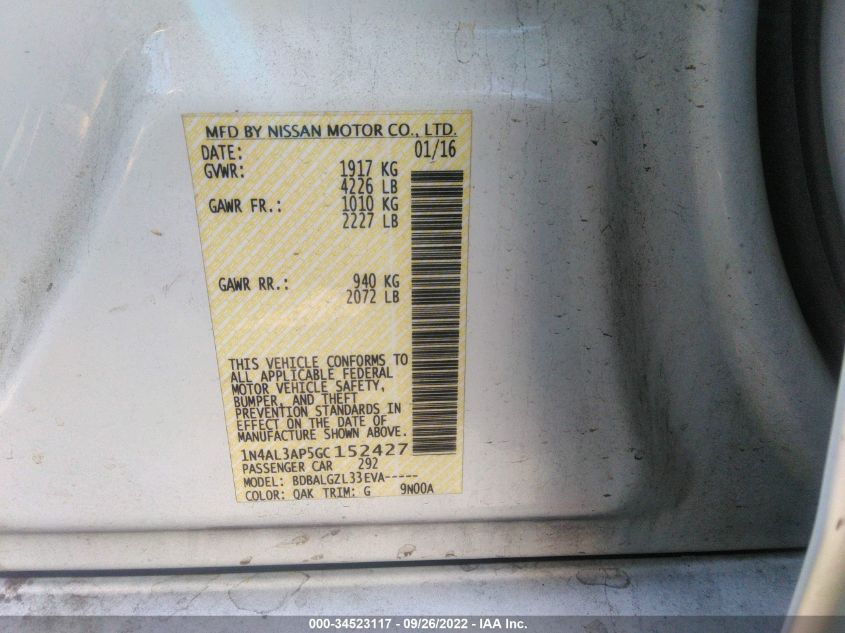 MFD BY NISSAN MOTOR CO., LTD.
DATE: 01/16
GVWR: 1917 KG
4226 LB
GAWR FR.: 1010 KG
2227 LB
GAWR RR.: 940 KG
2072 LB
THIS VEHICLE CONFORMS TO
ALL APPLICABLE FEDERAL
MOTOR VEHICLE SAFETY,
BUMPER, AND THEFT
PREVENTION STANDARDS IN
EFFECT ON THE DATE OF
MANUFACTURE SHOWN ABOVE.
1N4AL3AP5GC152427
PASSENGER CAR 292
MODEL: BDBALGZL33EVA-----
COLOR: QAK TRIM: G 9N00A
000-34523117 - 09/26/2022 - IAA Inc.